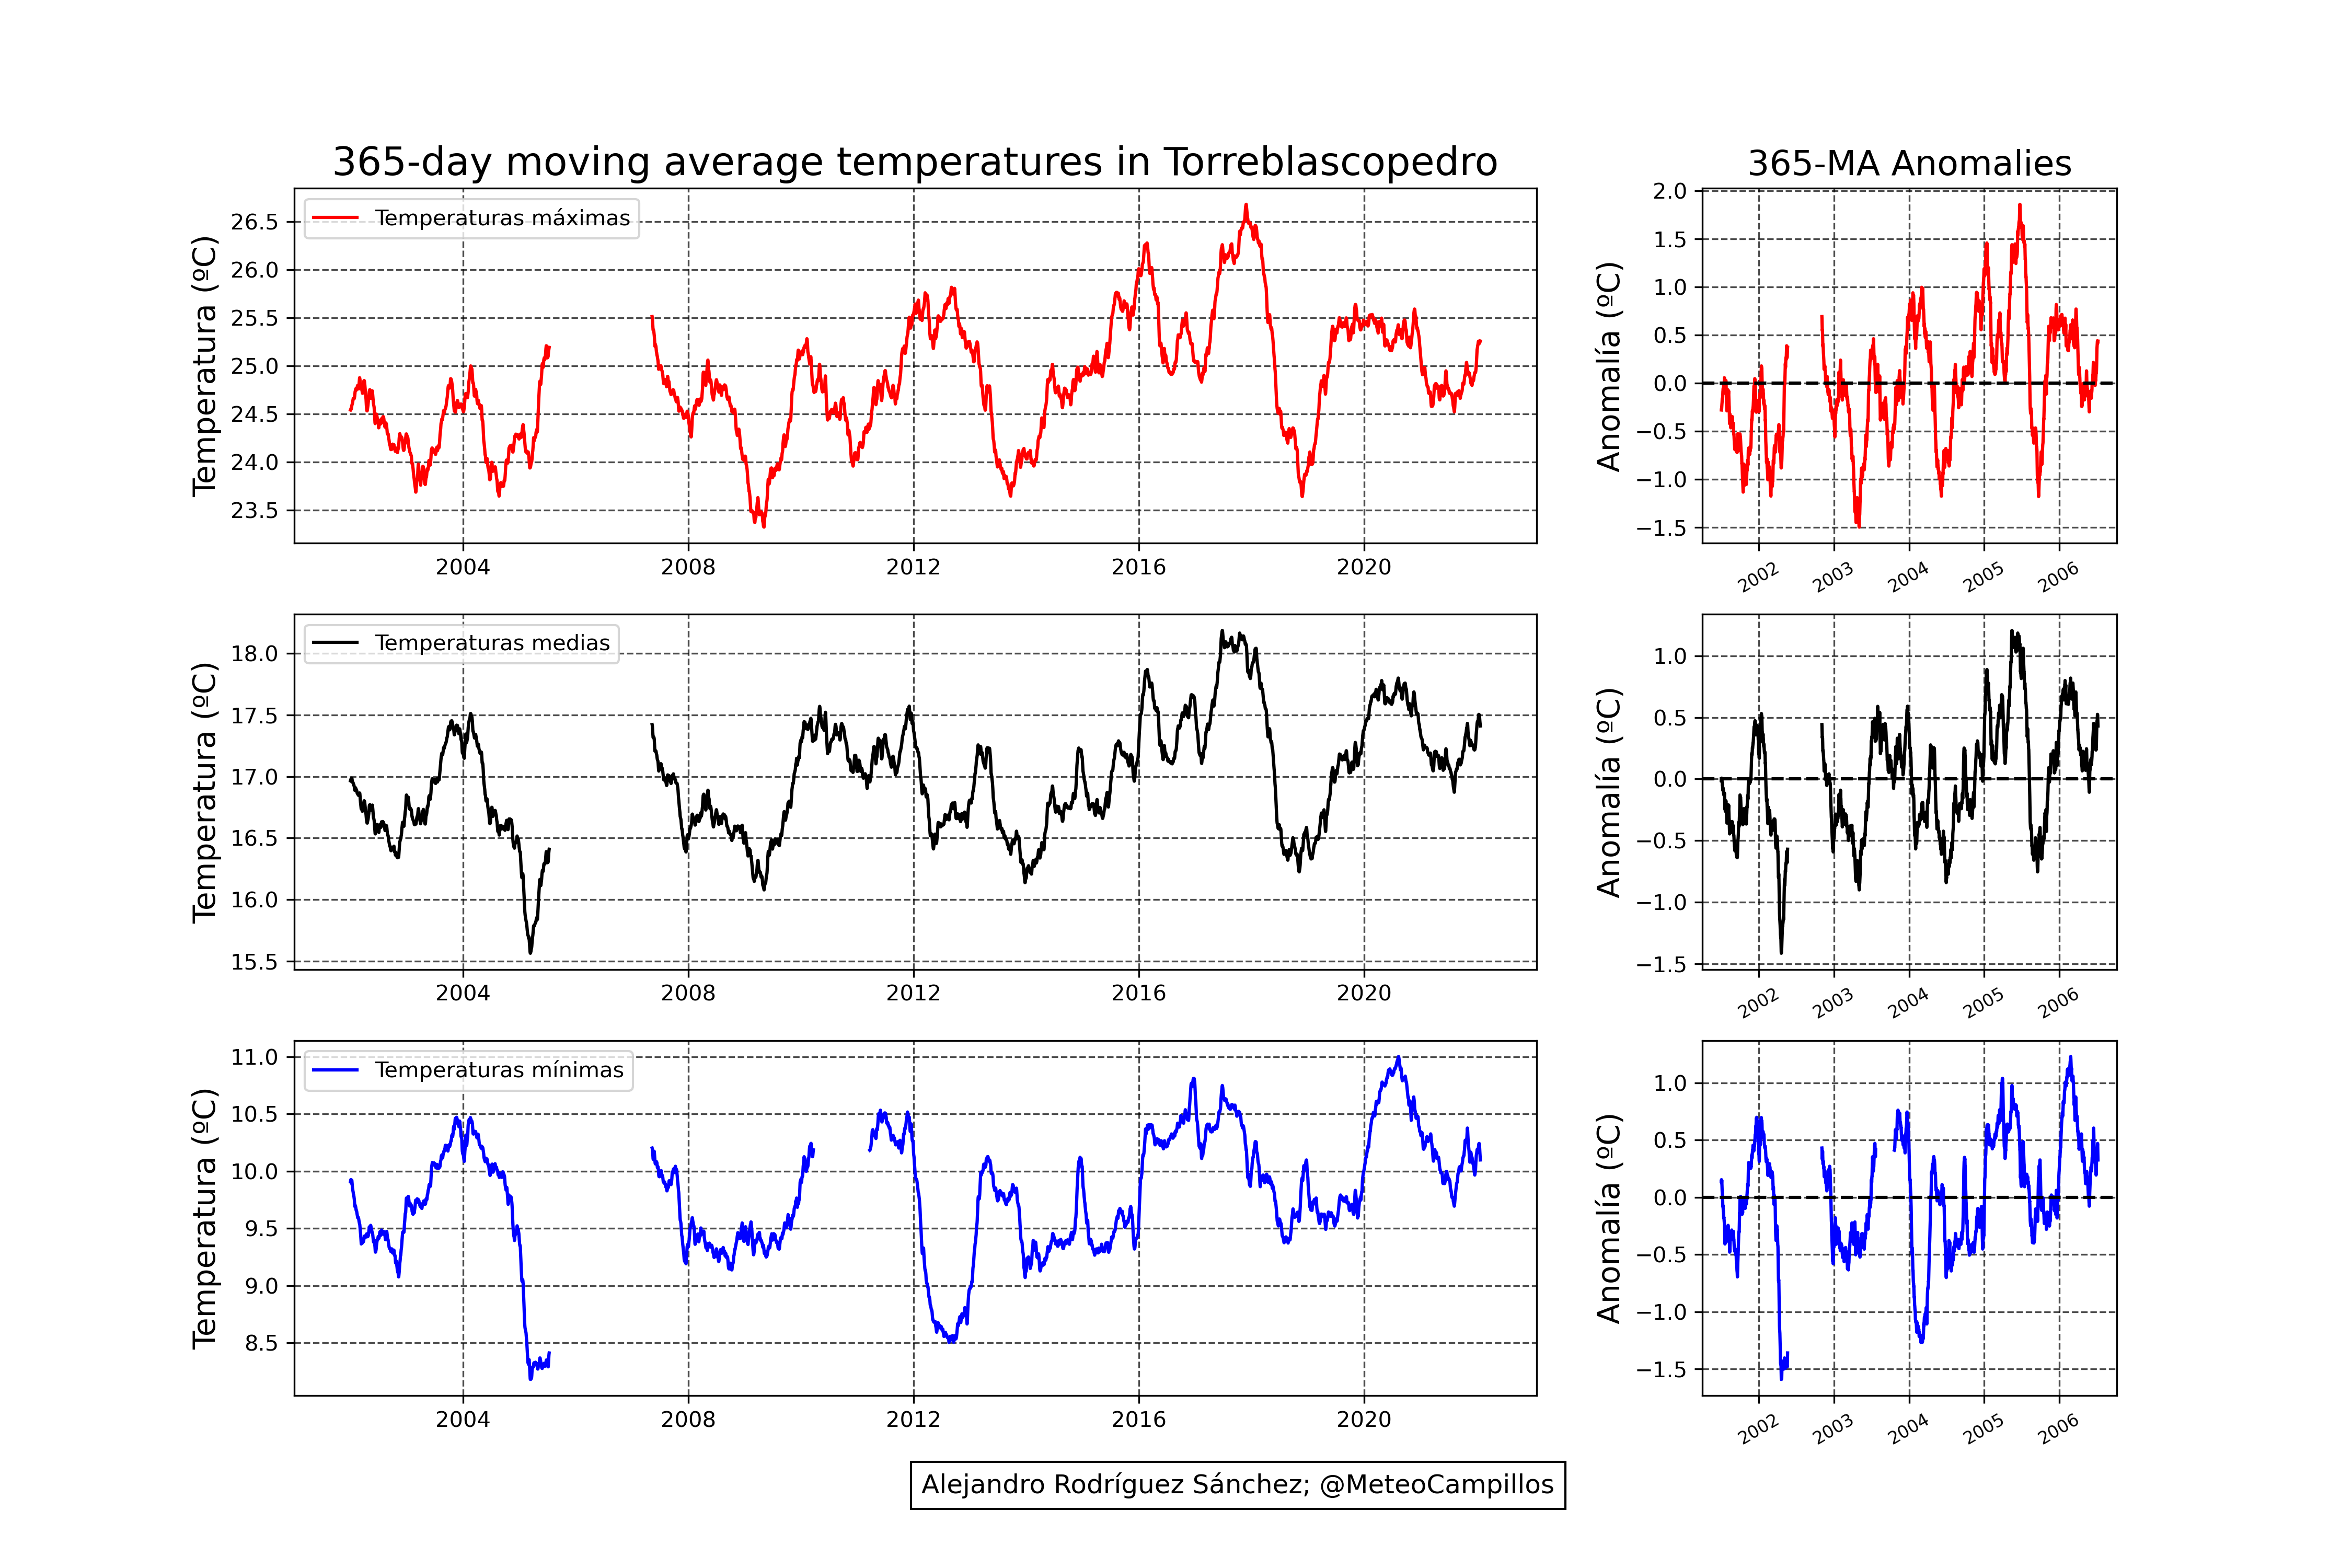 365-day moving average temperatures in Torreblascopedro
365-MA Anomalies
Temperatura (ºC)
26.5
26.0
25.5
25.0
24.5
24.0
23.5
Temperaturas máximas
2004 2008 2012 2016 2020
Anomalía (ºC)
2.0
1.5
1.0
0.5
0.0
−0.5
−1.0
−1.5
2002 2003 2004 2005 2006
Temperatura (ºC)
18.0
17.5
17.0
16.5
16.0
15.5
Temperaturas medias
2004 2008 2012 2016 2020
Anomalía (ºC)
1.0
0.5
0.0
−0.5
−1.0
−1.5
2002 2003 2004 2005 2006
Temperatura (ºC)
11.0
10.5
10.0
9.5
9.0
8.5
Temperaturas mínimas
2004 2008 2012 2016 2020
Anomalía (ºC)
1.0
0.5
0.0
−0.5
−1.0
−1.5
2002 2003 2004 2005 2006
Alejandro Rodríguez Sánchez; @MeteoCampillos